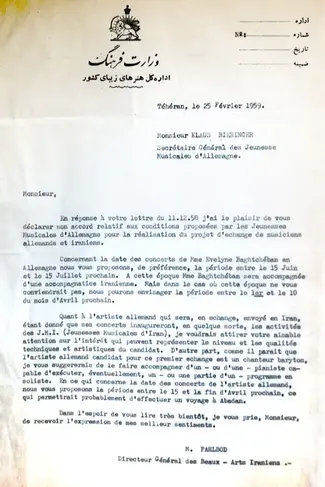 اداره
شماره №:
تاریخ
ضمیمه
وزارت فرهنگ
اداره کل هنرهای زیبای کشور
Téhéran, le 25 Février 1959.
Monsieur KLAUS BIERINGER
Secrétaire Général des Jeunesse
Musicales d'Allemagne.
Monsieur,
En réponse à votre lettre du 11.12.58 j'ai le plaisir de vous
déclarer mon accord relatif aux conditions proposées par les Jeunesses
Musicales d'Allemagne pour la réalisation du projet d'échange de musiciens
allemands et iraniens.
Concernant la date des concerts de Mme Evelyne Baghtchéban en
Allemagne nous vous proposons, de préférence, la période entre le 15 Juin
et le 15 Juillet prochain. A cette époque Mme Baghtchéban sera accompagnée
d'une accompagnatrice iranienne. Mais dans le cas où cette époque ne vous
conviendrait pas, nous pourons envisager la période entre le 1er et le 10
du mois d'Avril prochain.
Quant à l'artiste allemand qui sera, en echange, envoyé en Iran,
étant donné que ses concerts inaugureront, en quelque sorte, les activités
des J.M.I. (Jeunesses Musicales d'Iran), je voudrais attirer votre aimable
attention sur l'intérêt que peuvent représenter le niveau et les qualités
techniques et artistiques du candidat. D'autre part, comme il parait que
l'artiste allemand candidat pour ce premier echange est un chanteur baryton,
je vous suggererais de le faire accompagner d'un - ou d'une - pianiste ca-
pable d'exécuter, éventuellement, un - ou une partie d'un - programme en
soliste. En ce qui concerne la date des concerts de l'artiste allemand,
nous vous proposons la période entre le 15 et la fin d'Avril prochain, ce
qui permettrait probablement d'effectuer un voyage à Abadan.
Dans l'espoir de vous lire très bientôt, je vous prie, Monsieur,
de recevoir l'expression de mes meilleur sentiments.
M. PAHLBOD
Directeur Général des Beaux - Arts Iraniens .-